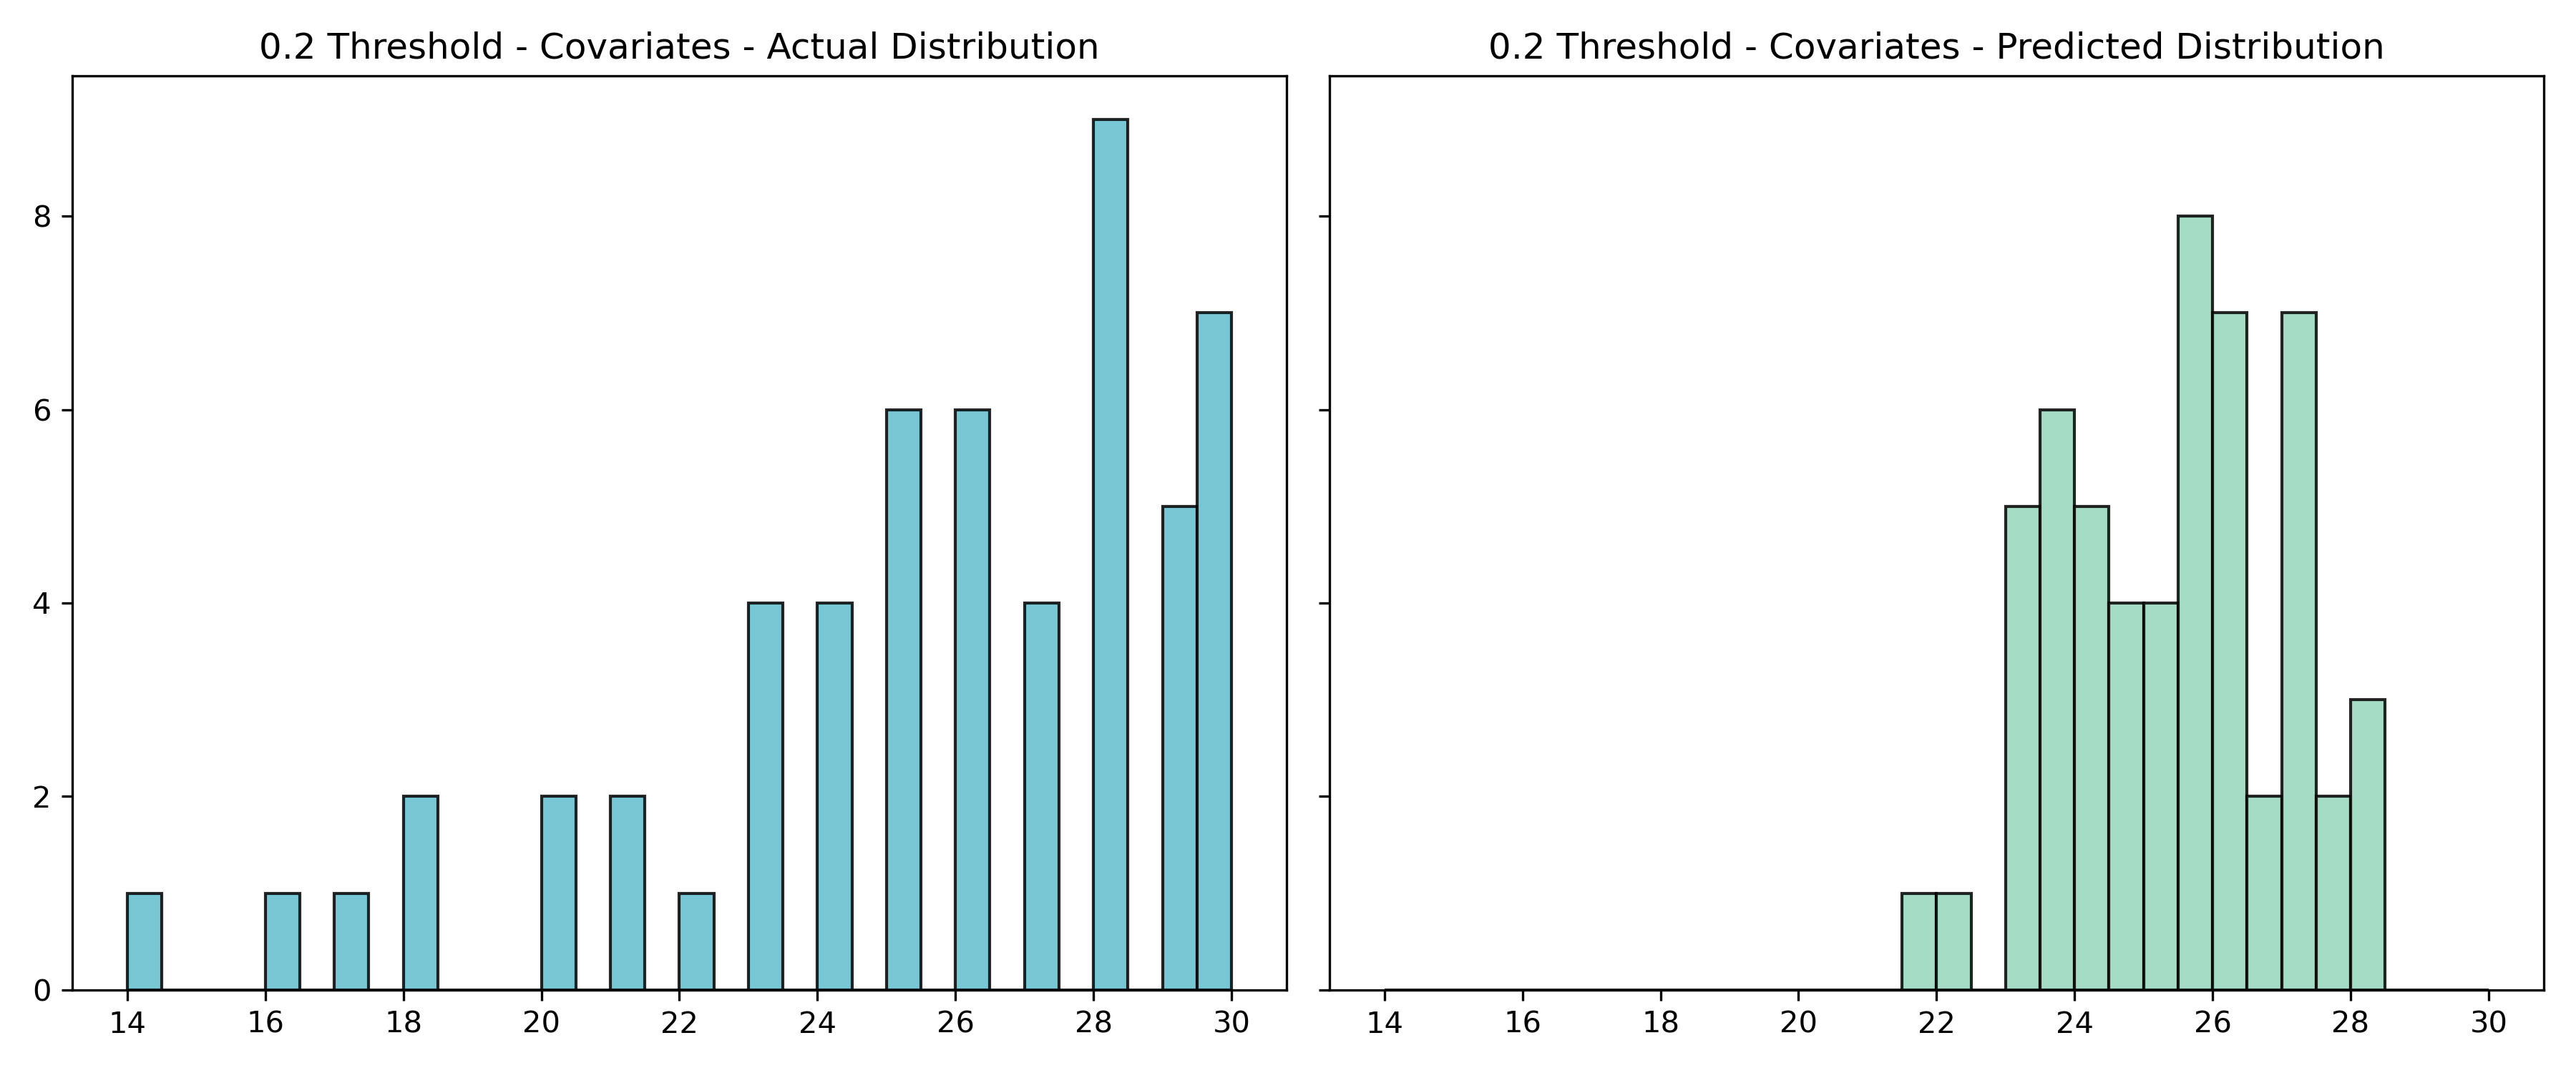 0.2 Threshold - Covariates - Actual Distribution
8
6
4
2
0
14 16 18 20 22 24 26 28 30
0.2 Threshold - Covariates - Predicted Distribution
14 16 18 20 22 24 26 28 30